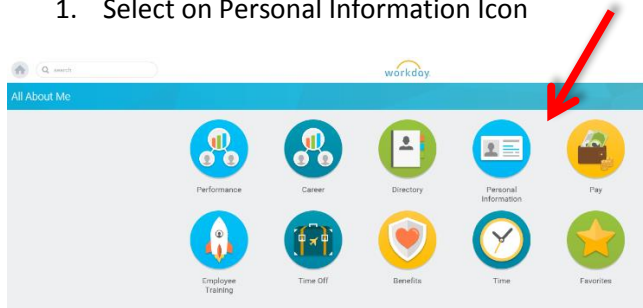 1. Select on Personal Information Icon
search
workday
All About Me
Performance
Career
Directory
Personal
Information
Pay
Employee
Training
Time Off
Benefits
Time
Favorites